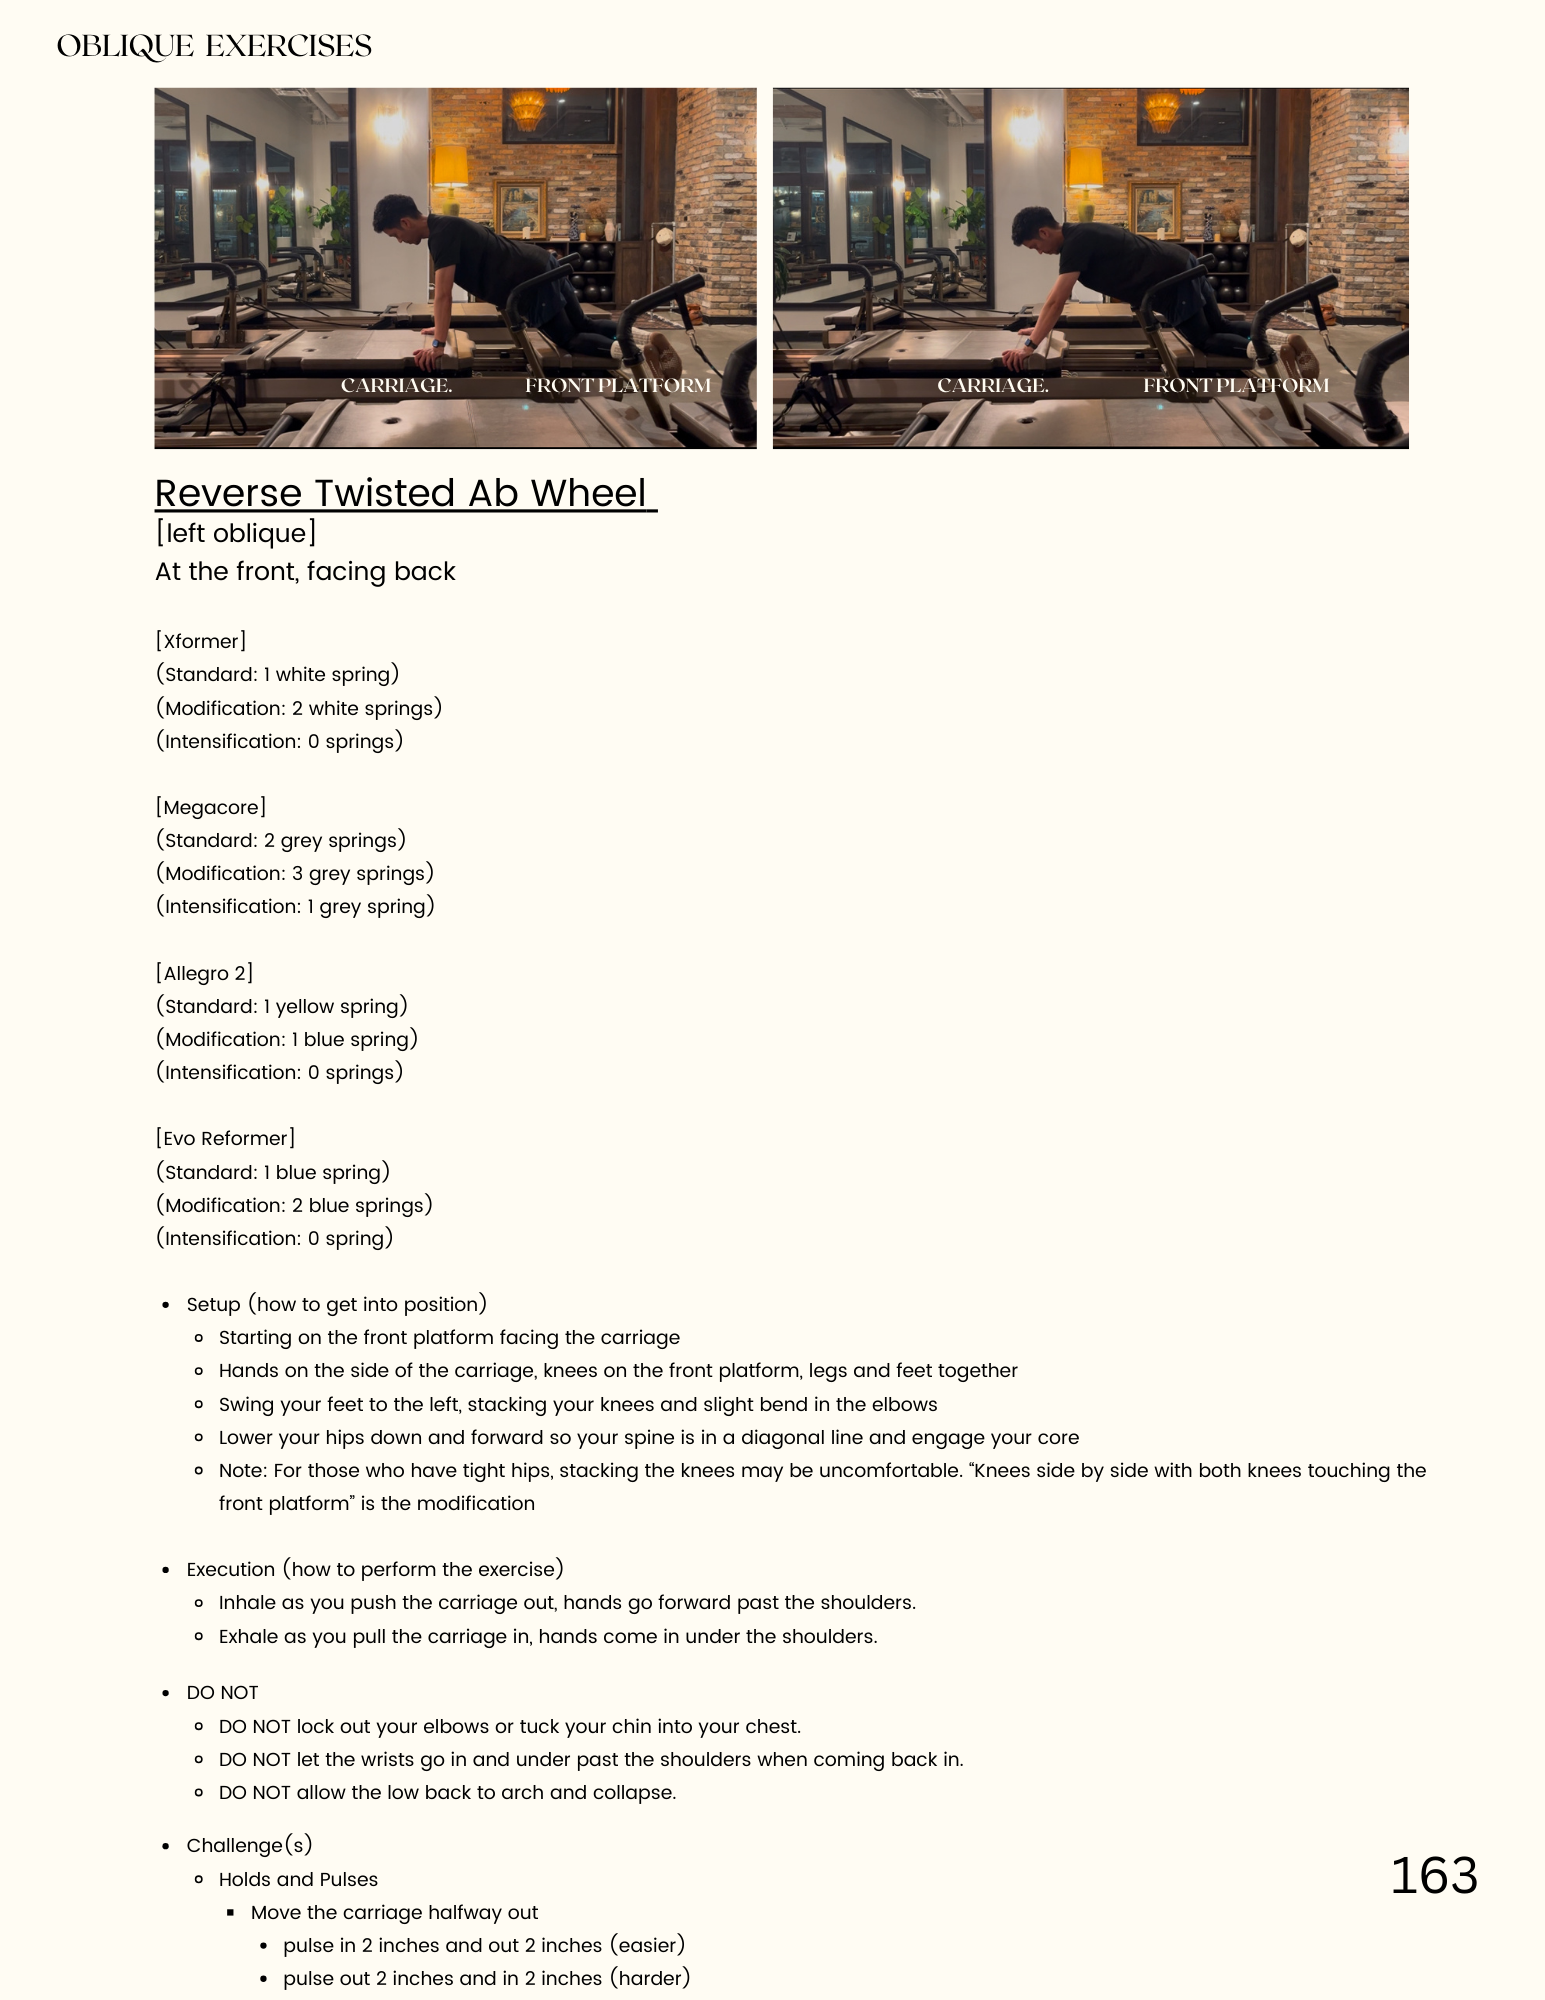 OBLIQUE EXERCISES
CARRIAGE. FRONT PLATFORM
CARRIAGE. FRONT PLATFORM
Reverse Twisted Ab Wheel
[left oblique]
At the front, facing back
[Xformer]
(Standard: 1 white spring)
(Modification: 2 white springs)
(Intensification: 0 springs)
[Megacore]
(Standard: 2 grey springs)
(Modification: 3 grey springs)
(Intensification: 1 grey spring)
[Allegro 2]
(Standard: 1 yellow spring)
(Modification: 1 blue spring)
(Intensification: 0 springs)
[Evo Reformer]
(Standard: 1 blue spring)
(Modification: 2 blue springs)
(Intensification: 0 spring)
• Setup (how to get into position)
◦ Starting on the front platform facing the carriage
◦ Hands on the side of the carriage, knees on the front platform, legs and feet together
◦ Swing your feet to the left, stacking your knees and slight bend in the elbows
◦ Lower your hips down and forward so your spine is in a diagonal line and engage your core
◦ Note: For those who have tight hips, stacking the knees may be uncomfortable. “Knees side by side with both knees touching the
front platform” is the modification
• Execution (how to perform the exercise)
◦ Inhale as you push the carriage out, hands go forward past the shoulders.
◦ Exhale as you pull the carriage in, hands come in under the shoulders.
• DO NOT
◦ DO NOT lock out your elbows or tuck your chin into your chest.
◦ DO NOT let the wrists go in and under past the shoulders when coming back in.
◦ DO NOT allow the low back to arch and collapse.
• Challenge(s)
◦ Holds and Pulses
▪ Move the carriage halfway out
• pulse in 2 inches and out 2 inches (easier)
• pulse out 2 inches and in 2 inches (harder)
163